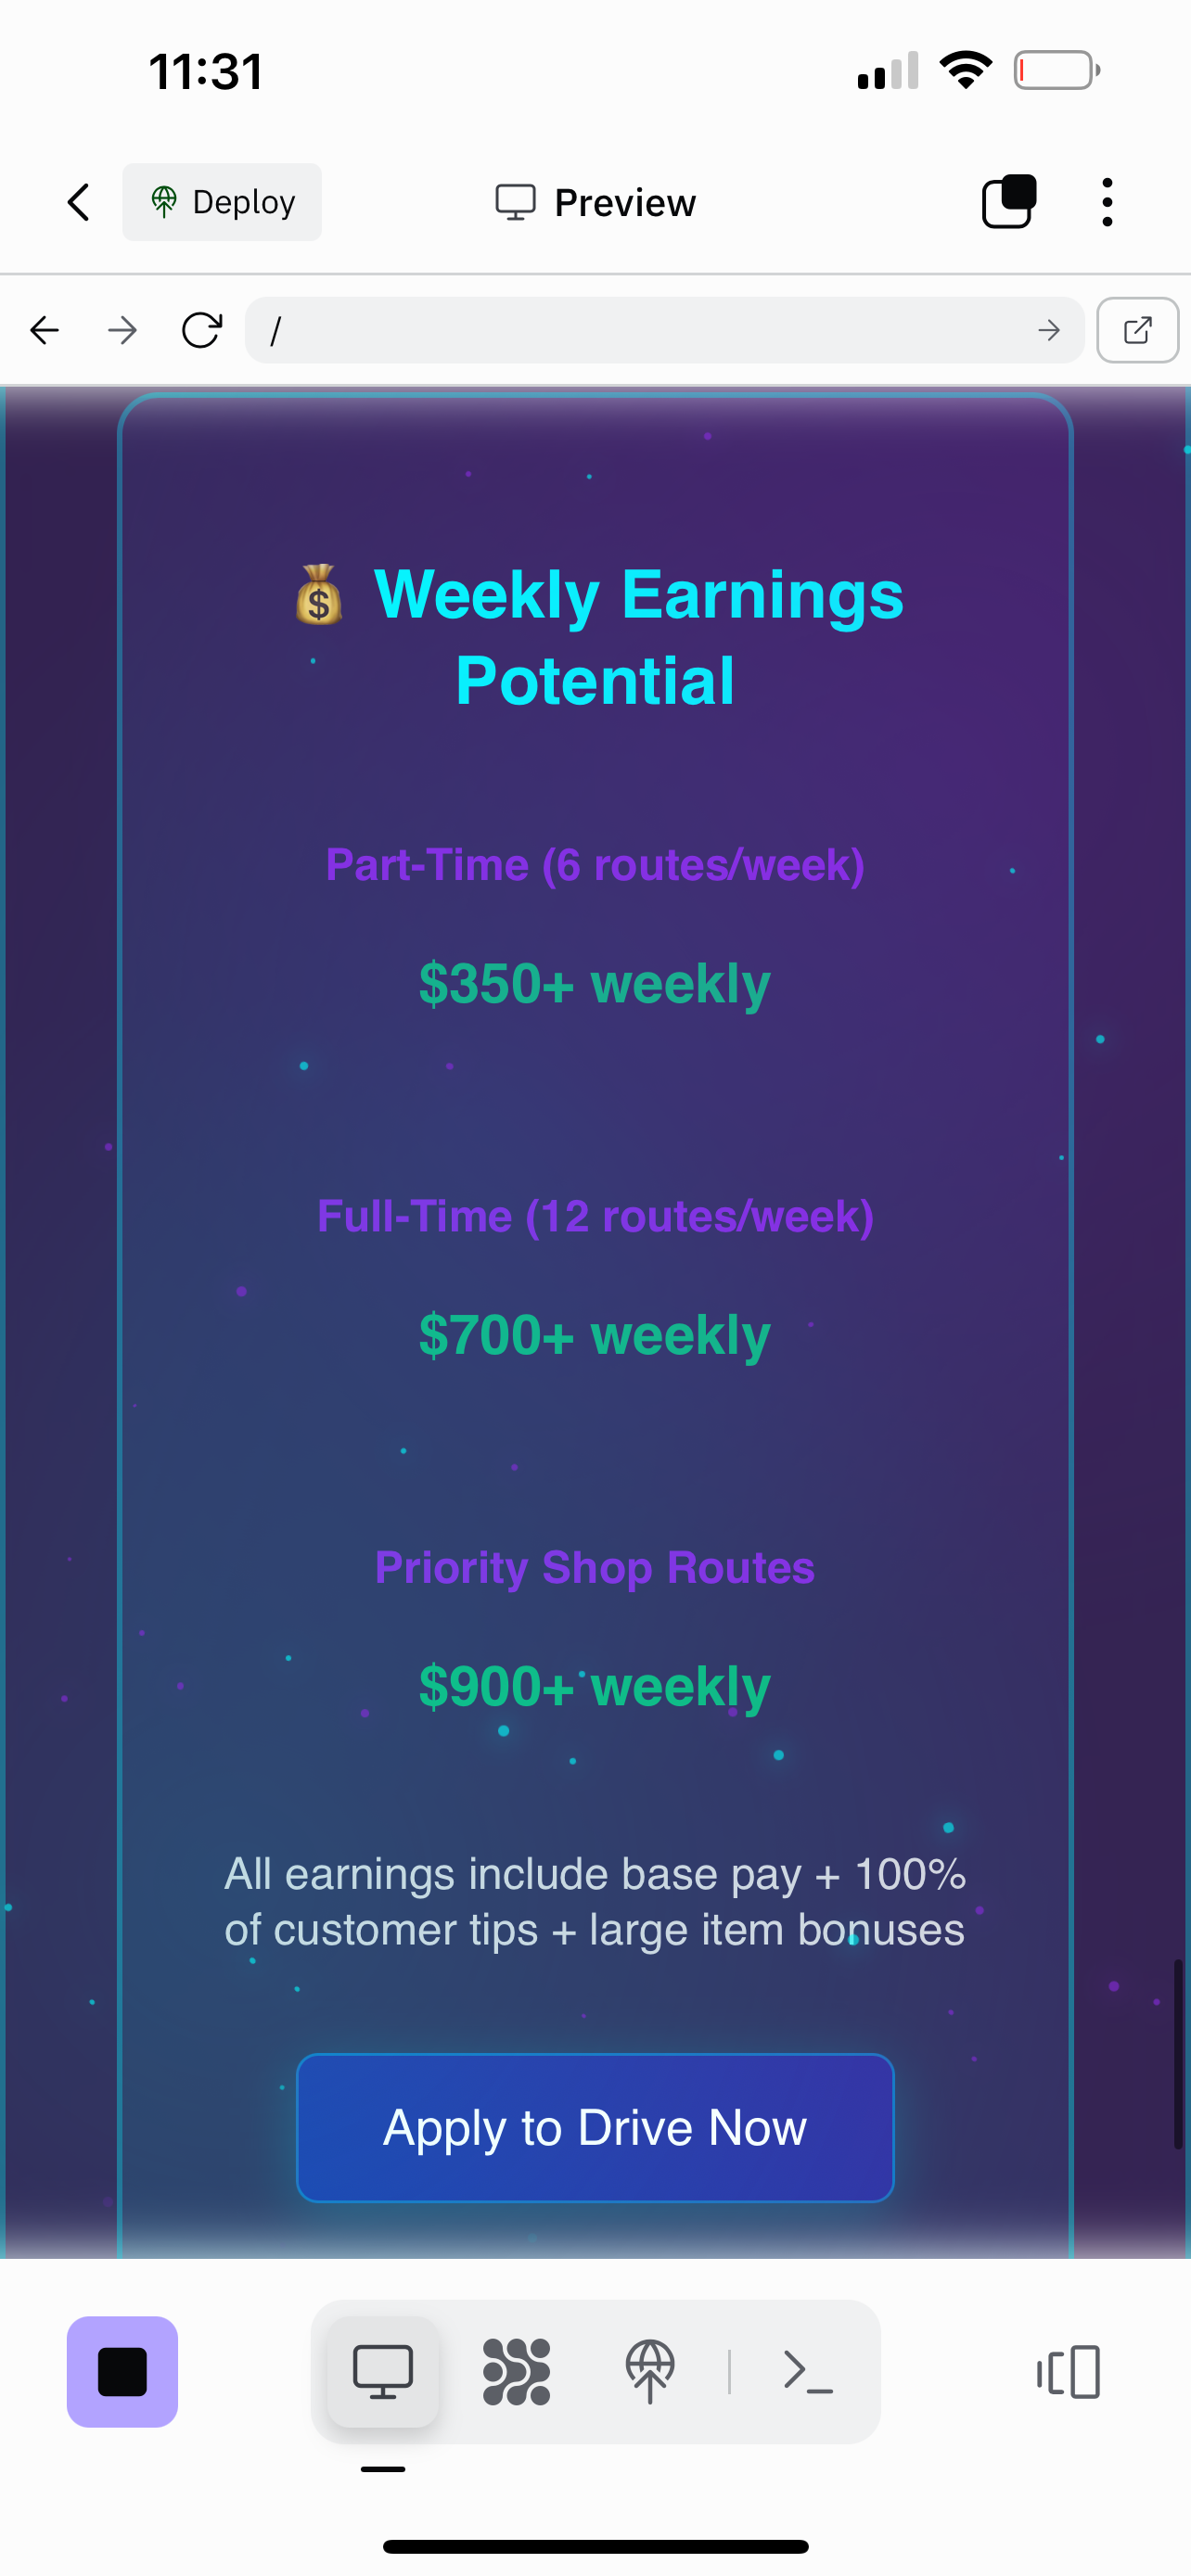 11:31
Deploy
Preview
/
💰 Weekly Earnings
Potential
Part-Time (6 routes/week)
$350+ weekly
Full-Time (12 routes/week)
$700+ weekly
Priority Shop Routes
$900+ weekly
All earnings include base pay + 100%
of customer tips + large item bonuses
Apply to Drive Now